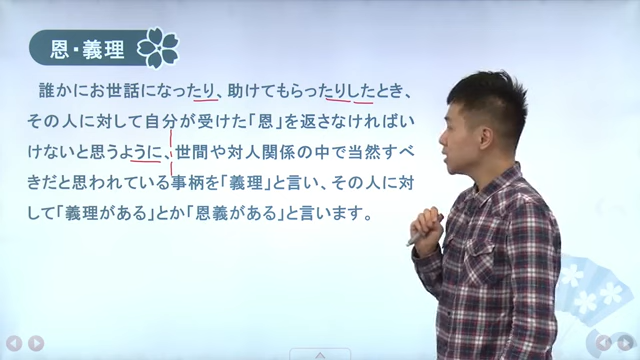 恩・義理
誰かにお世話になったり、助けてもらったりしたとき、
その人に対して自分が受けた「恩」を返さなければい
けないと思うように、世間や対人関係の中で当然すべ
きだと思われている事柄を「義理」と言い、その人に対
して「義理がある」とか「恩義がある」と言います。